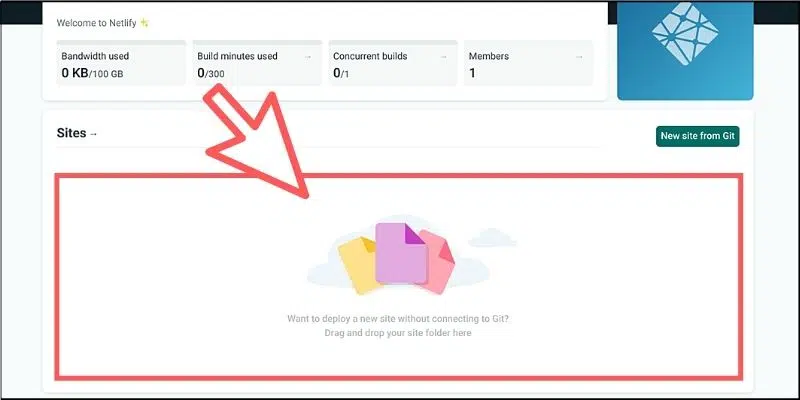 Welcome to Netlify ✨
Bandwidth used
0 KB/100 GB
Build minutes used →
0/300
Concurrent builds →
0/1
Members →
1
Sites →
New site from Git
Want to deploy a new site without connecting to Git?
Drag and drop your site folder here